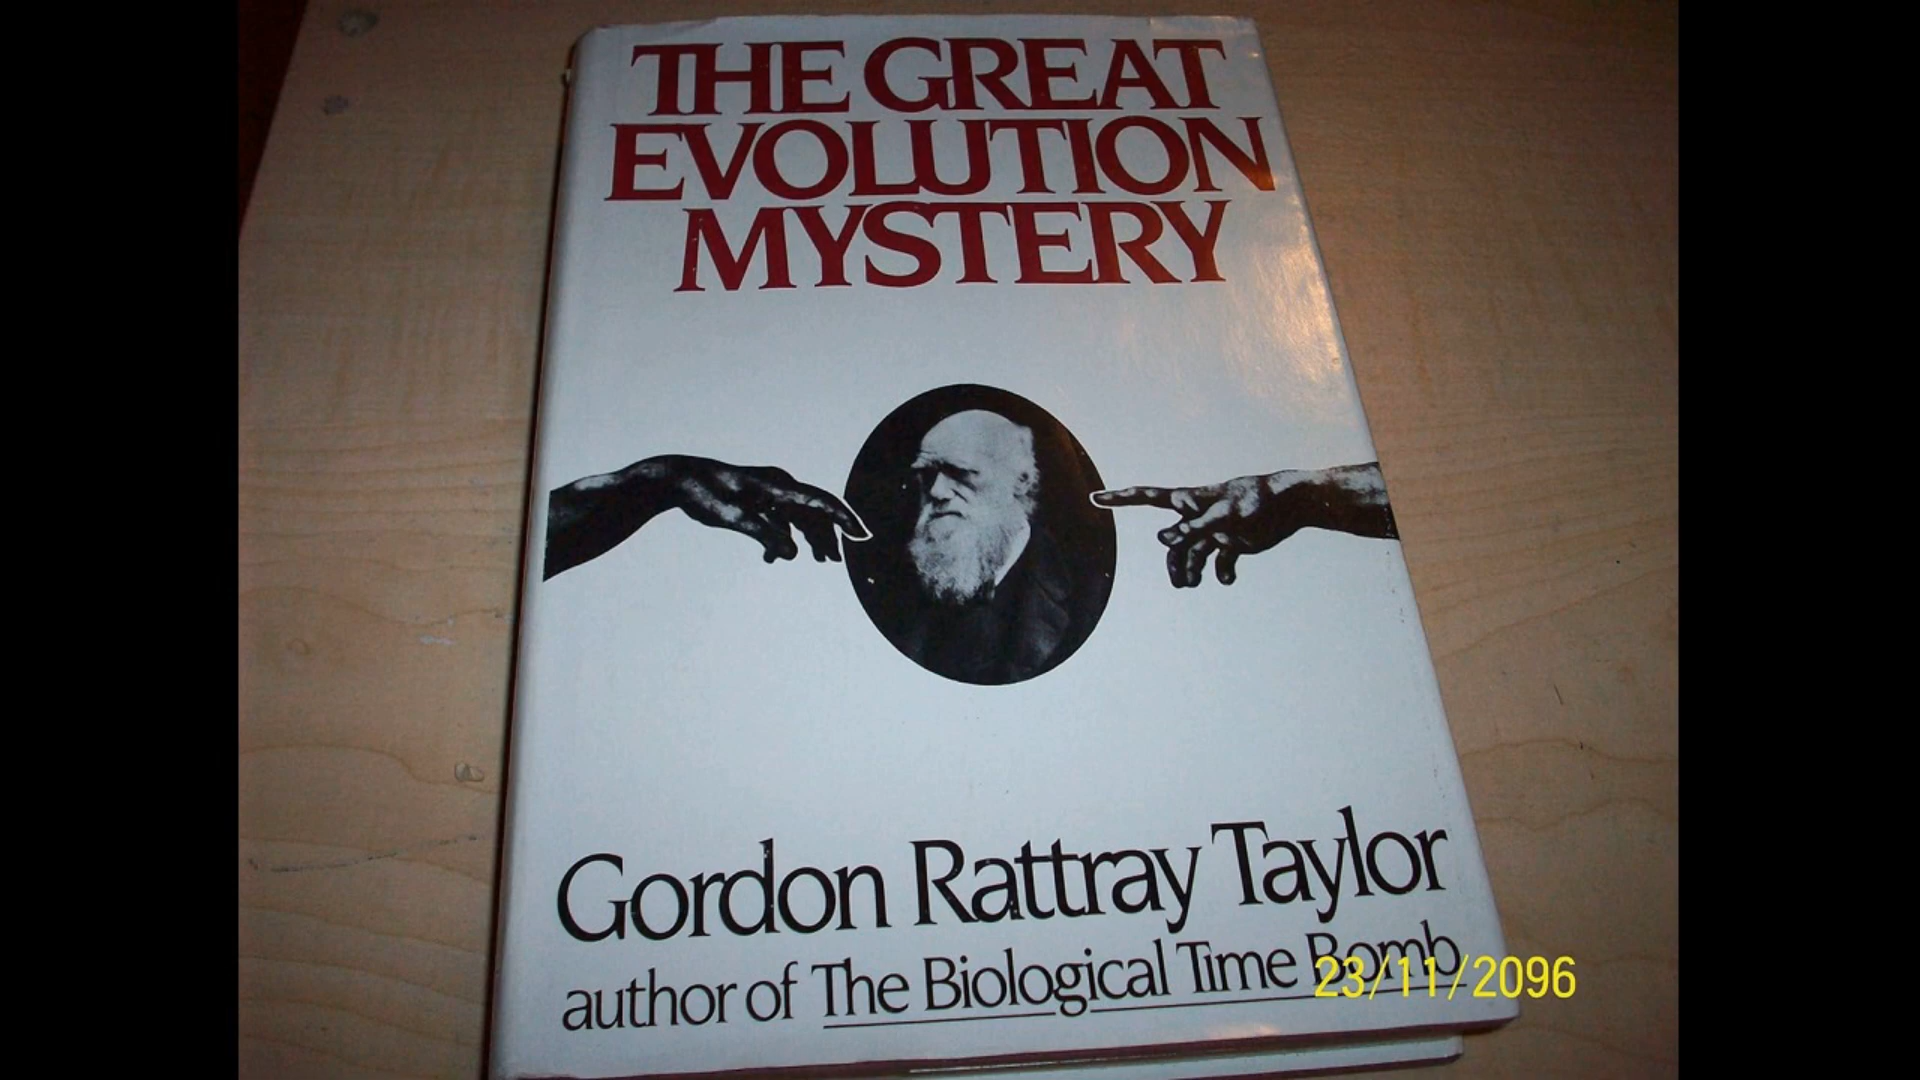 THE GREAT
EVOLUTION
MYSTERY
Gordon Rattray Taylor
author of The Biological Time Bomb
23/11/2096